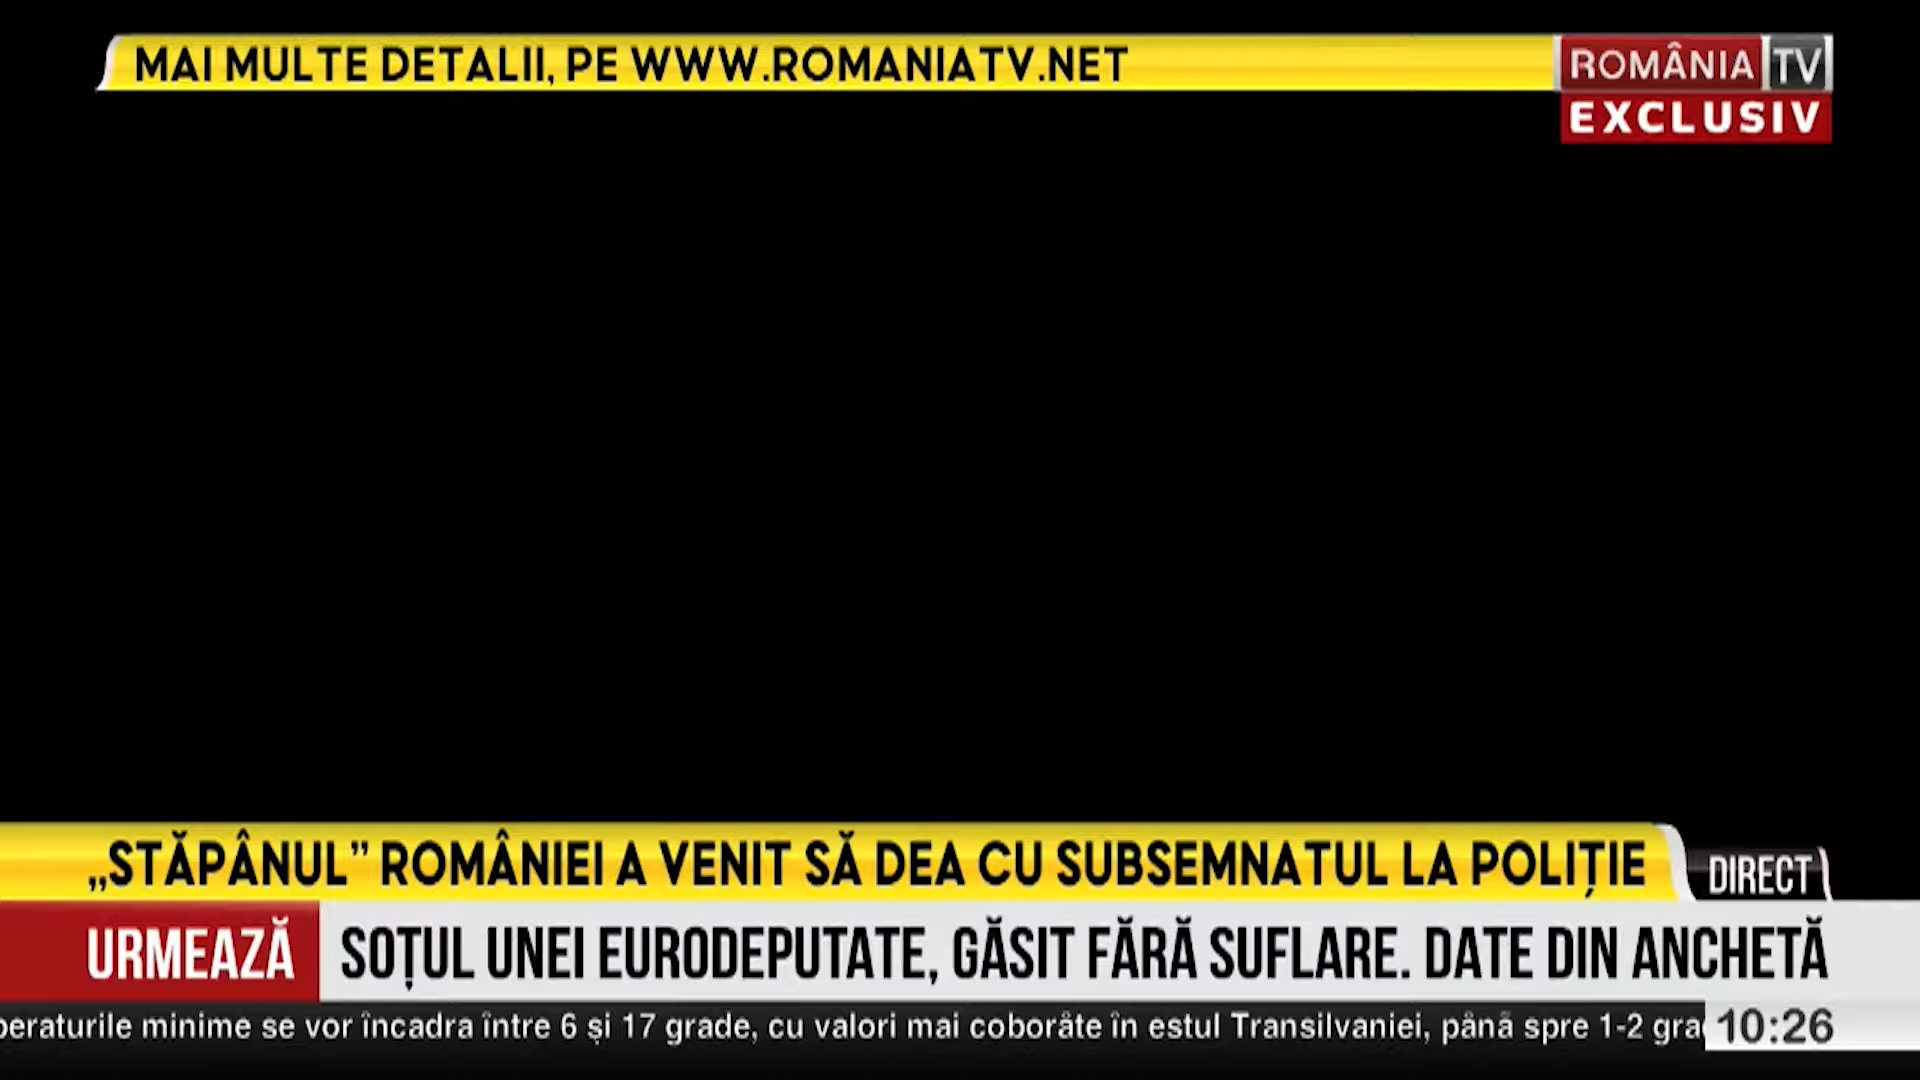 MAI MULTE DETALII, PE WWW.ROMANIATV.NET
ROMÂNIA TV
EXCLUSIV
„STĂPÂNUL” ROMÂNIEI A VENIT SĂ DEA CU SUBSEMNATUL LA POLIȚIE
DIRECT
URMEAZĂ
SOȚUL UNEI EURODEPUTATE, GĂSIT FĂRĂ SUFLARE. DATE DIN ANCHETĂ
peraturile minime se vor încadra între 6 și 17 grade, cu valori mai coborâte în estul Transilvaniei, până spre 1-2 gra
10:26